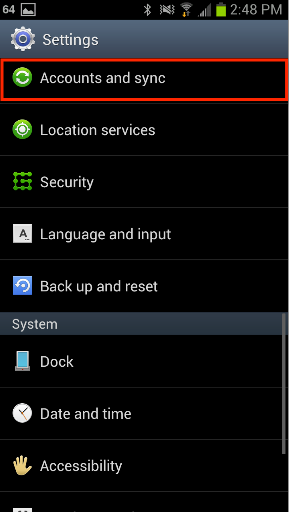 64 2:48 PM
Settings
Accounts and sync
Location services
Security
A
Language and input
Back up and reset
System
Dock
Date and time
Accessibility